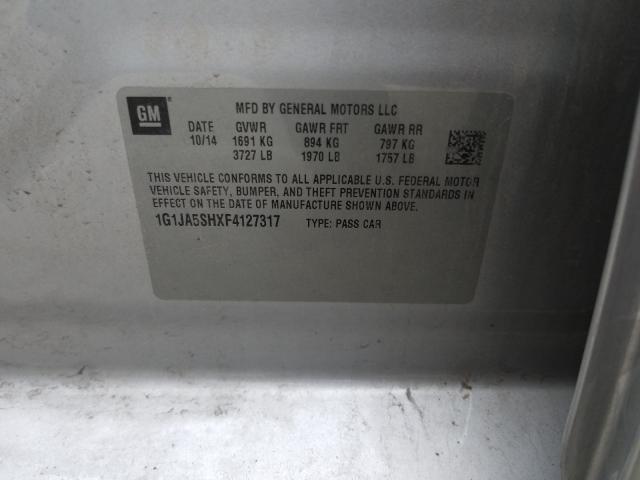 GM ® MFD BY GENERAL MOTORS LLC
DATE GVWR GAWR FRT GAWR RR
10/14 1691 KG 894 KG 797 KG
3727 LB 1970 LB 1757 LB
THIS VEHICLE CONFORMS TO ALL APPLICABLE U.S. FEDERAL MOTOR
VEHICLE SAFETY, BUMPER, AND THEFT PREVENTION STANDARDS IN
EFFECT ON THE DATE OF MANUFACTURE SHOWN ABOVE.
1G1JA5SHXF4127317 TYPE: PASS CAR